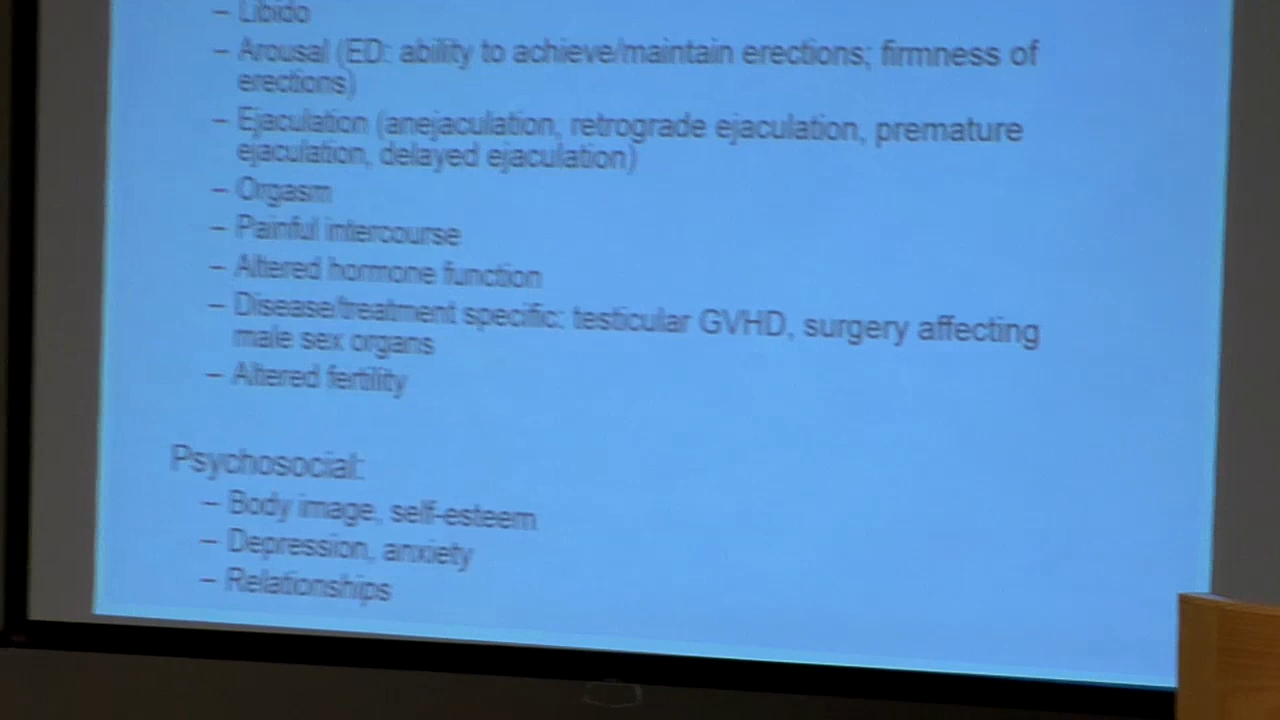 – Libido
– Arousal (ED: ability to achieve/maintain erections; firmness of
erections)
– Ejaculation (anejaculation, retrograde ejaculation, premature
ejaculation, delayed ejaculation)
– Orgasm
– Painful intercourse
– Altered hormone function
– Disease/treatment specific: testicular GVHD, surgery affecting
male sex organs
– Altered fertility
Psychosocial:
– Body image, self-esteem
– Depression, anxiety
– Relationships